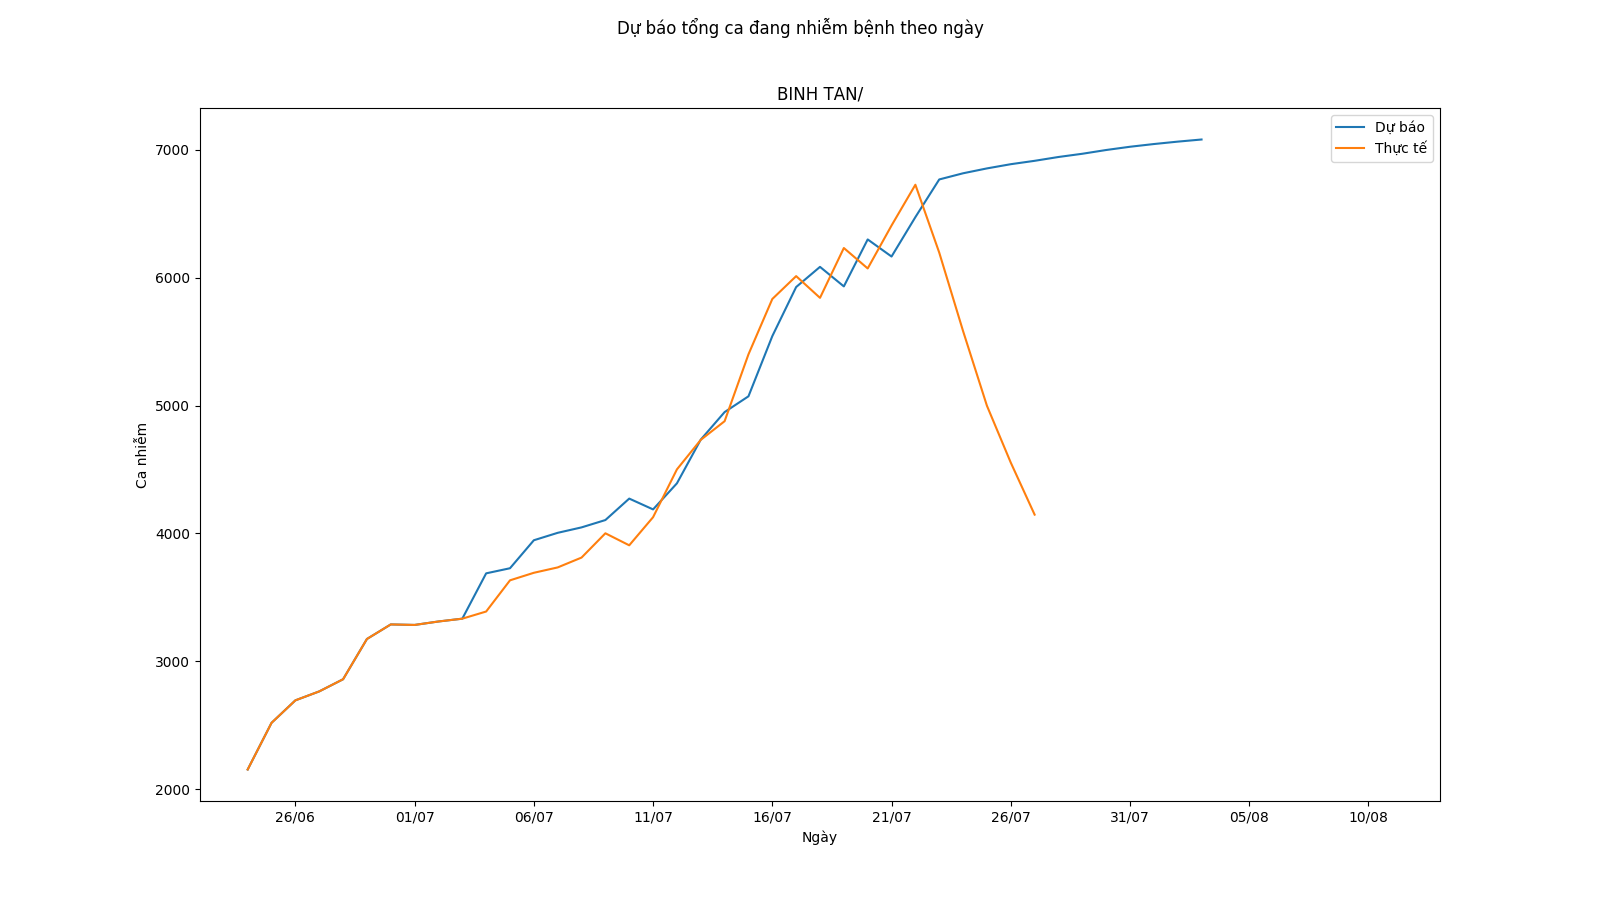 Dự báo tổng ca đang nhiễm bệnh theo ngày
BINH TAN/
Dự báo
Thực tế
7000
6000
5000
4000
3000
2000
Ca nhiễm
26/06 01/07 06/07 11/07 16/07 21/07 26/07 31/07 05/08 10/08
Ngày